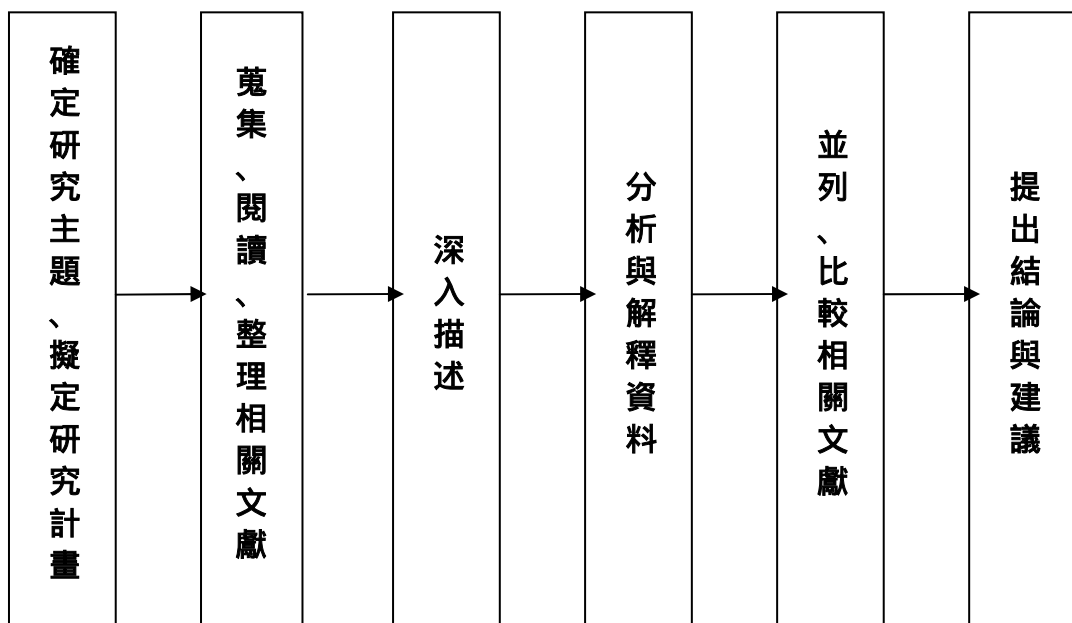 確定研究主題、擬定研究計畫
蒐集、閱讀、整理相關文獻
深入描述
分析與解釋資料
並列、比較相關文獻
提出結論與建議